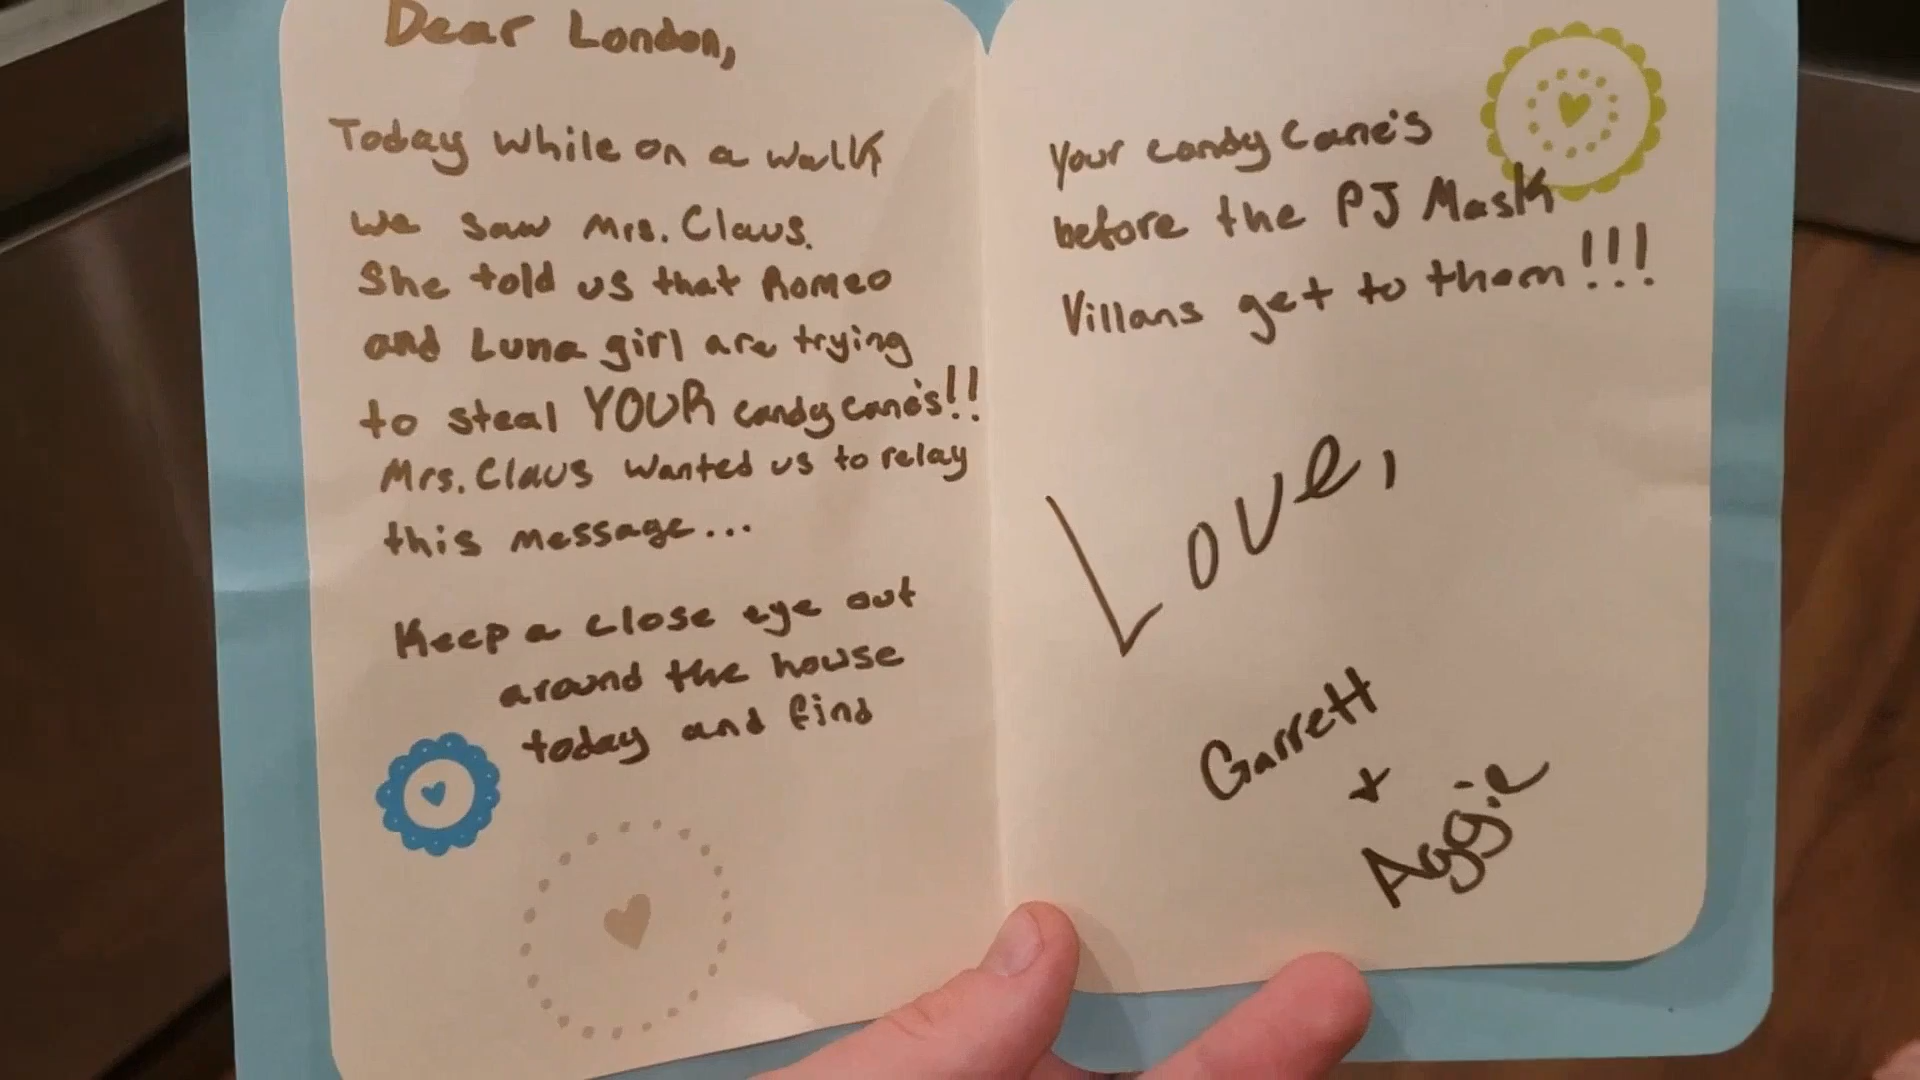 Dear London,
Today while on a walk
we saw Mrs. Claus.
She told us that Romeo
and Luna girl are trying
to steal YOUR candy cane's!!
Mrs. Claus wanted us to relay
this message...
Keep a close eye out
around the house
today and find
Your candy cane's
before the PJ Mask
Villans get to them!!!
Love,
Garrett
+
Aggie